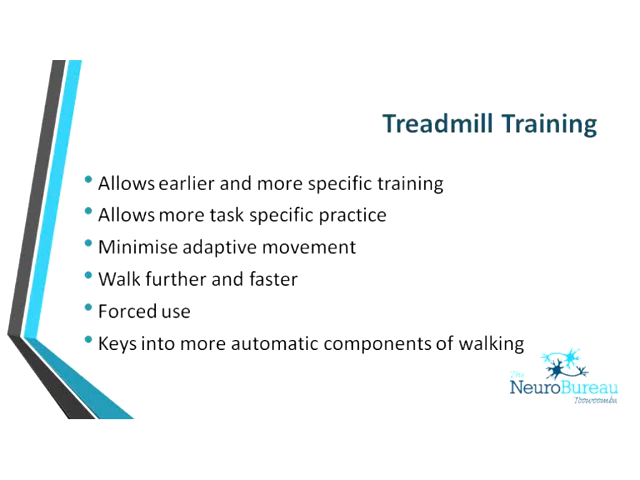 Treadmill Training
• Allows earlier and more specific training
• Allows more task specific practice
• Minimise adaptive movement
• Walk further and faster
• Forced use
• Keys into more automatic components of walking
The
NeuroBureau
Toowoomba